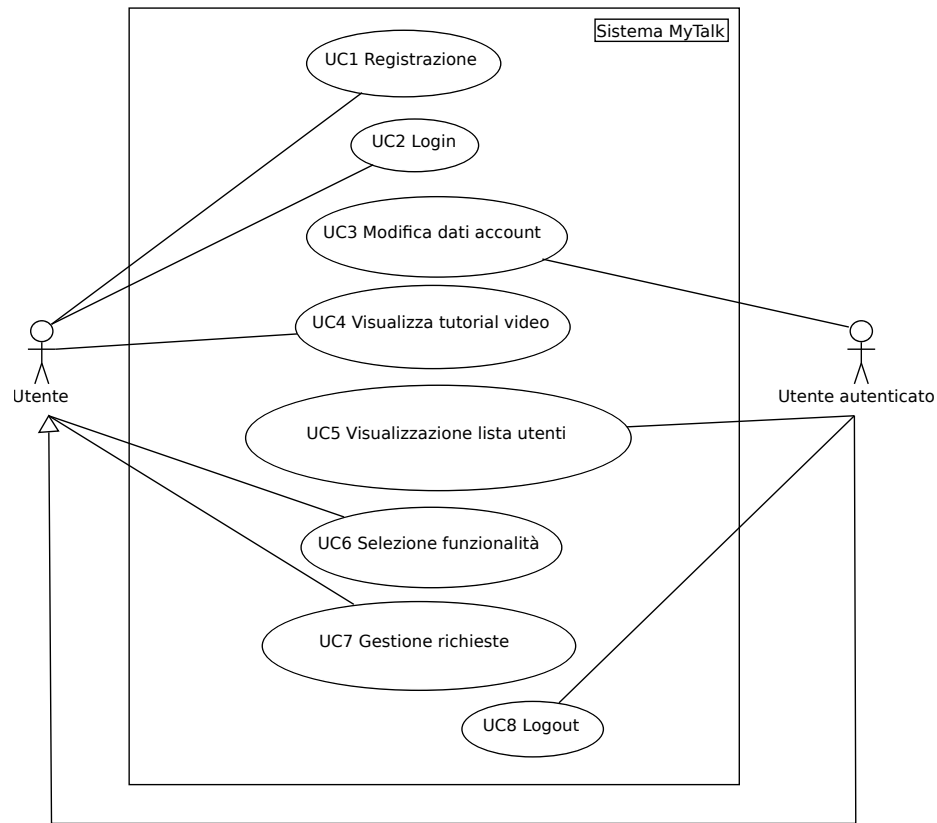 Sistema MyTalk
UC1 Registrazione
UC2 Login
UC3 Modifica dati account
UC4 Visualizza tutorial video
Utente
Utente autenticato
UC5 Visualizzazione lista utenti
UC6 Selezione funzionalità
UC7 Gestione richieste
UC8 Logout